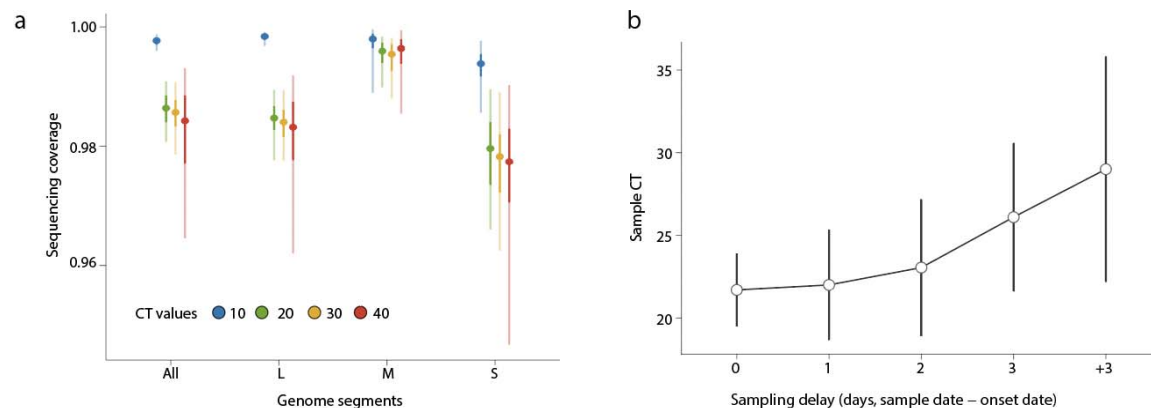 a
1.00
0.98
0.96
Sequencing coverage
CT values 10 20 30 40
All L M S
Genome segments
b
35
30
25
20
Sample CT
0 1 2 3 +3
Sampling delay (days, sample date – onset date)